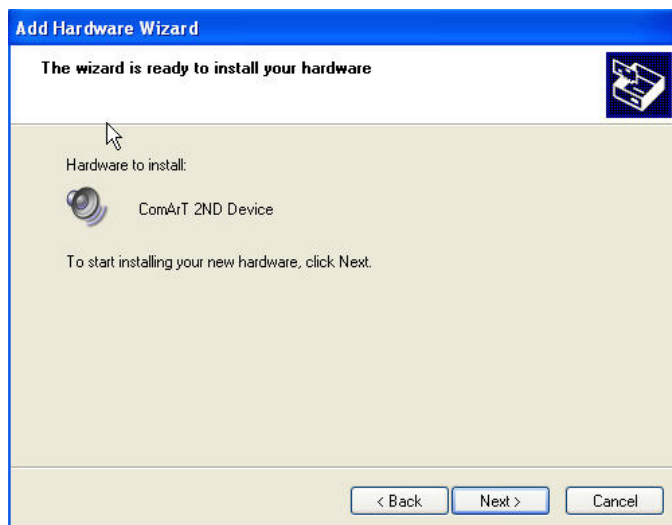 Add Hardware Wizard
The wizard is ready to install your hardware
Hardware to install:
ComArT 2ND Device
To start installing your new hardware, click Next.
< Back Next > Cancel